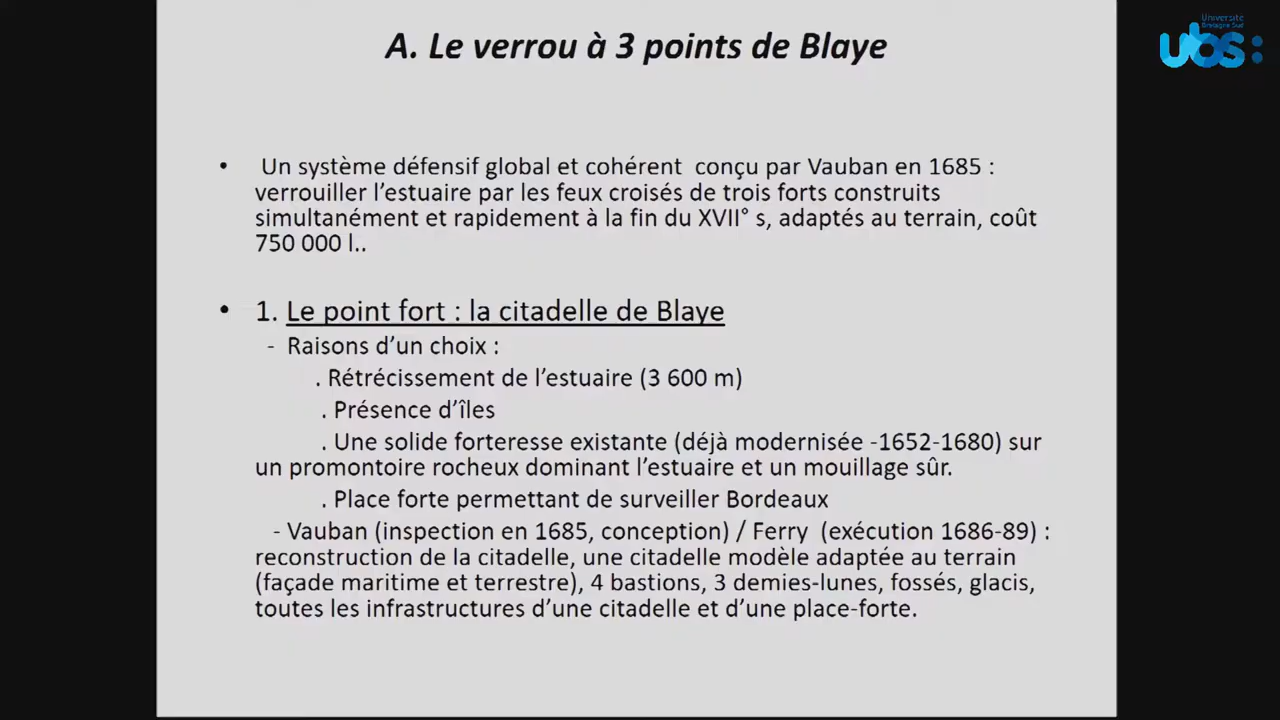 A. Le verrou à 3 points de Blaye
Université
Bretagne Sud
ubs:
• Un système défensif global et cohérent conçu par Vauban en 1685 :
verrouiller l’estuaire par les feux croisés de trois forts construits
simultanément et rapidement à la fin du XVII° s, adaptés au terrain, coût
750 000 l..
• 1. Le point fort : la citadelle de Blaye
- Raisons d’un choix :
. Rétrécissement de l’estuaire (3 600 m)
. Présence d’îles
. Une solide forteresse existante (déjà modernisée -1652-1680) sur
un promontoire rocheux dominant l’estuaire et un mouillage sûr.
. Place forte permettant de surveiller Bordeaux
- Vauban (inspection en 1685, conception) / Ferry (exécution 1686-89) :
reconstruction de la citadelle, une citadelle modèle adaptée au terrain
(façade maritime et terrestre), 4 bastions, 3 demies-lunes, fossés, glacis,
toutes les infrastructures d’une citadelle et d’une place-forte.